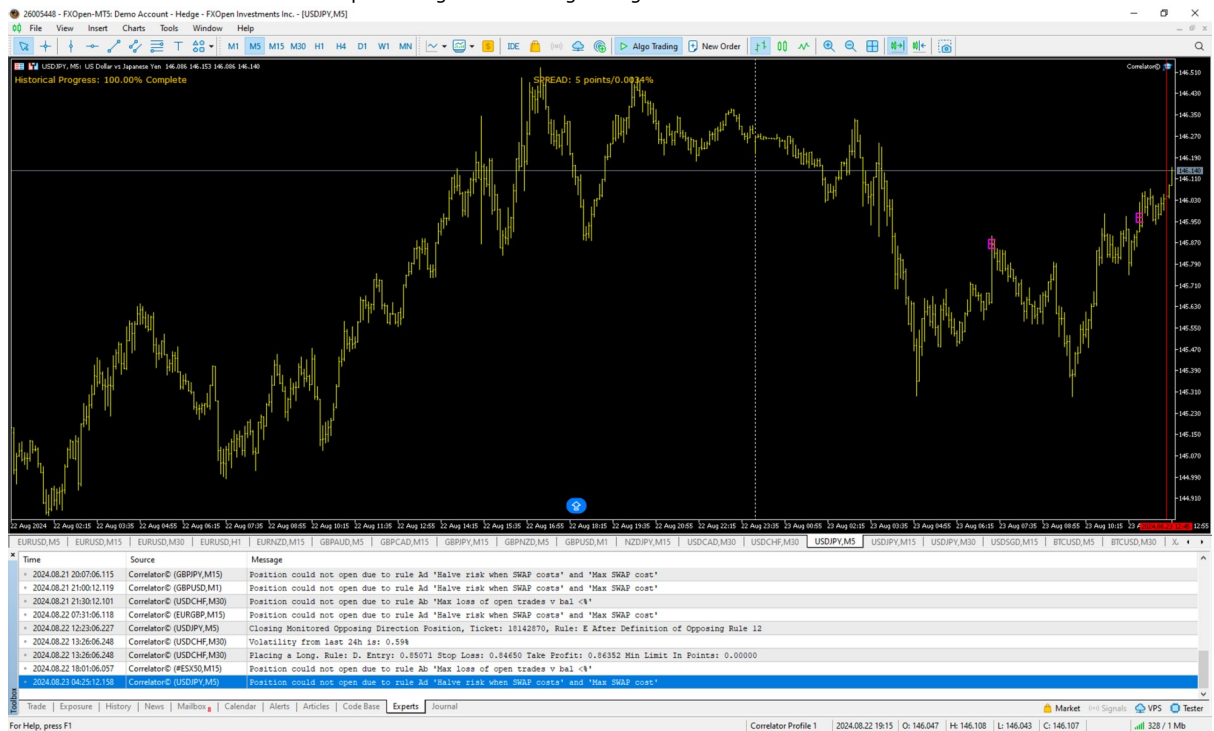 26005448 - FXOpen-MT5: Demo Account - Hedge - FXOpen Investments Inc. - [USDJPY,M5]
File View Insert Charts Tools Window Help
M1 M5 M15 M30 H1 H4 D1 W1 MN IDE Algo Trading New Order
USDJPY, M5: US Dollar vs Japanese Yen 146.086 146.153 146.086 146.140
Correlator©
Historical Progress: 100.00% Complete
SPREAD: 5 points/0.0034%
146.510
146.430
146.350
146.270
146.190
146.140
146.110
146.030
145.950
145.870
145.790
145.710
145.630
145.550
145.470
145.390
145.310
145.230
145.150
145.070
144.990
144.910
E
E
22 Aug 2024 22 Aug 02:15 22 Aug 03:35 22 Aug 04:55 22 Aug 06:15 22 Aug 07:35 22 Aug 08:55 22 Aug 10:15 22 Aug 11:35 22 Aug 12:55 22 Aug 14:15 22 Aug 15:35 22 Aug 16:55 22 Aug 18:15 22 Aug 19:35 22 Aug 20:55 22 Aug 22:15 22 Aug 23:35 23 Aug 00:55 23 Aug 02:15 23 Aug 03:35 23 Aug 04:55 23 Aug 06:15 23 Aug 07:35 23 Aug 08:55 23 Aug 10:15 12:55
EURUSD,M5 EURUSD,M15 EURUSD,M30 EURUSD,H1 EURNZD,M15 GBPAUD,M5 GBPCAD,M15 GBPJPY,M15 GBPNZD,M5 GBPUSD,M1 NZDJPY,M15 USDCAD,M30 USDCHF,M30 USDJPY,M5 USDJPY,M15 USDJPY,M30 USDSGD,M15 BTCUSD,M5 BTCUSD,M30
Time Source Message
2024.08.21 20:07:06.115 Correlator© (GBPJPY,M15) Position could not open due to rule Ad 'Halve risk when SWAP costs' and 'Max SWAP cost'
2024.08.21 21:00:12.119 Correlator© (GBPUSD,M1) Position could not open due to rule Ad 'Halve risk when SWAP costs' and 'Max SWAP cost'
2024.08.21 21:30:12.101 Correlator© (USDCHF,M30) Position could not open due to rule Ab 'Max loss of open trades v bal <%'
2024.08.22 07:31:06.118 Correlator© (EURGBP,M15) Position could not open due to rule Ad 'Halve risk when SWAP costs' and 'Max SWAP cost'
2024.08.22 12:23:06.227 Correlator© (USDJPY,M5) Closing Monitored Opposing Direction Position, Ticket: 18142870, Rule: E After Definition of Opposing Rule 12
2024.08.22 13:26:06.248 Correlator© (USDCHF,M30) Volatility from last 24h is: 0.59%
2024.08.22 13:26:06.248 Correlator© (USDCHF,M30) Placing a Long. Rule: D. Entry: 0.85071 Stop Loss: 0.84650 Take Profit: 0.86352 Min Limit In Points: 0.00000
2024.08.22 18:01:06.057 Correlator© (#ESX50,M15) Position could not open due to rule Ab 'Max loss of open trades v bal <%'
2024.08.23 04:25:12.158 Correlator© (USDJPY,M5) Position could not open due to rule Ad 'Halve risk when SWAP costs' and 'Max SWAP cost'
Toolbox
Trade Exposure History News Mailbox 8 Calendar Alerts Articles Code Base Experts Journal Market Signals VPS Tester
For Help, press F1 Correlator Profile 1 2024.08.22 19:15 O: 146.047 H: 146.108 L: 146.043 C: 146.107 328 / 1 Mb